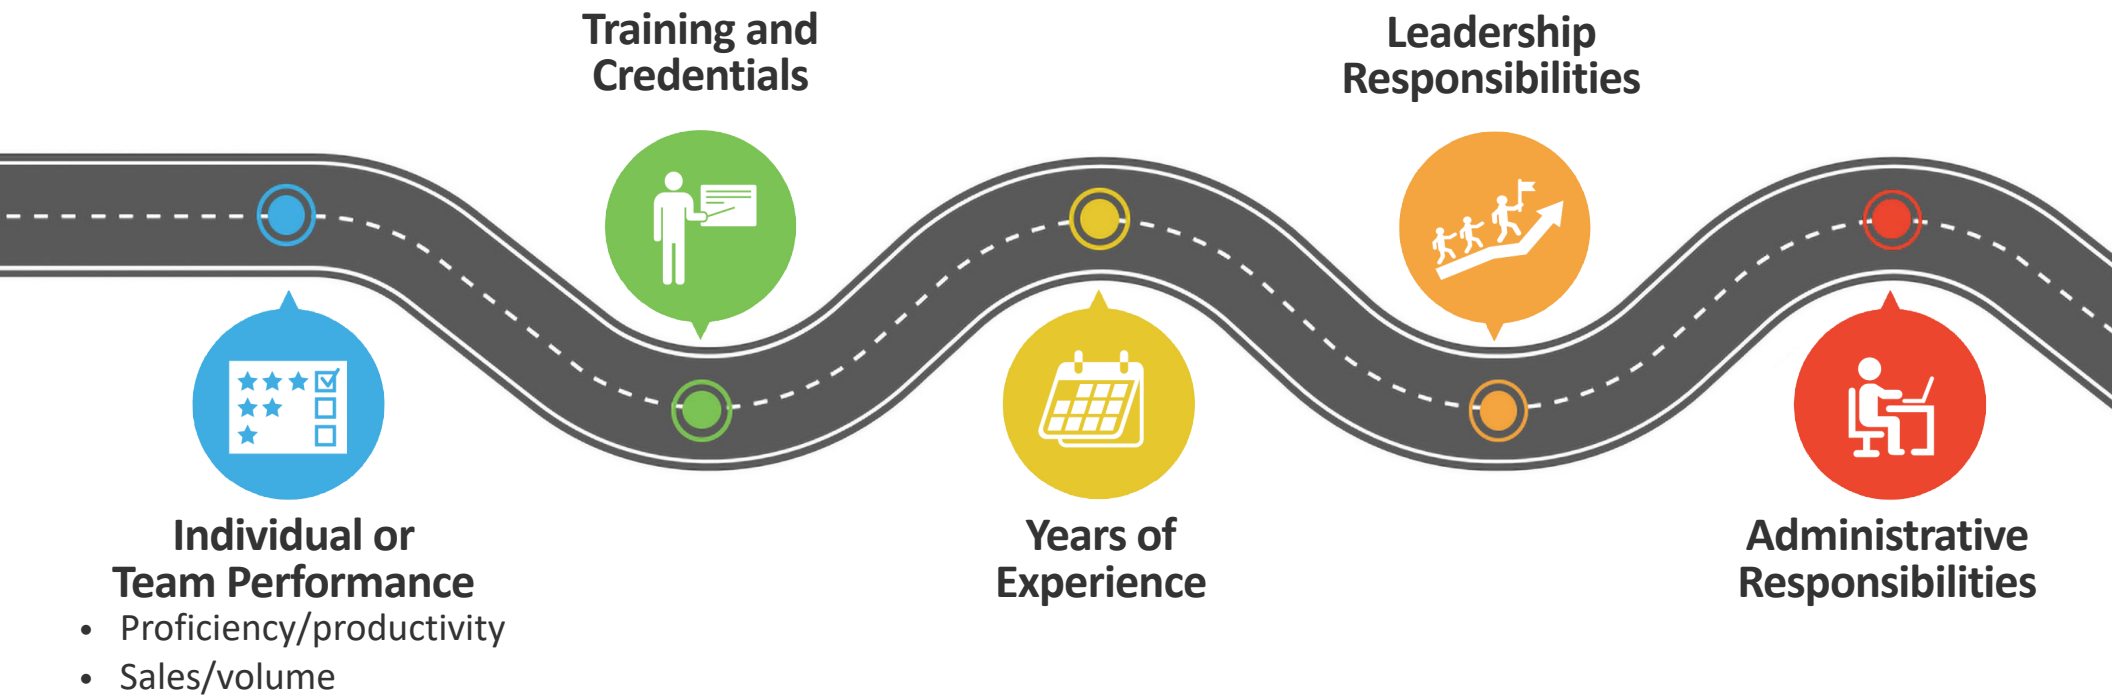 Training and
Credentials
Leadership
Responsibilities
Individual or
Team Performance
• Proficiency/productivity
• Sales/volume
Years of
Experience
Administrative
Responsibilities